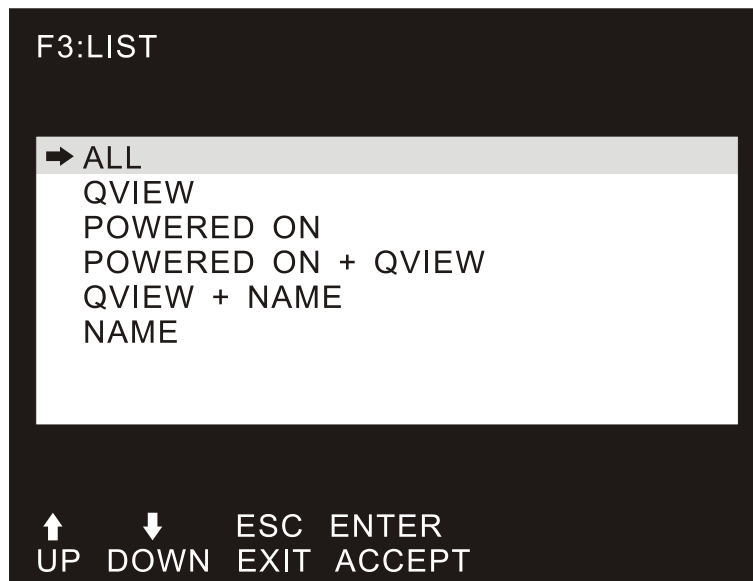 F3:LIST
➡ ALL
QVIEW
POWERED ON
POWERED ON + QVIEW
QVIEW + NAME
NAME
⬆ ⬇ ESC ENTER
UP DOWN EXIT ACCEPT